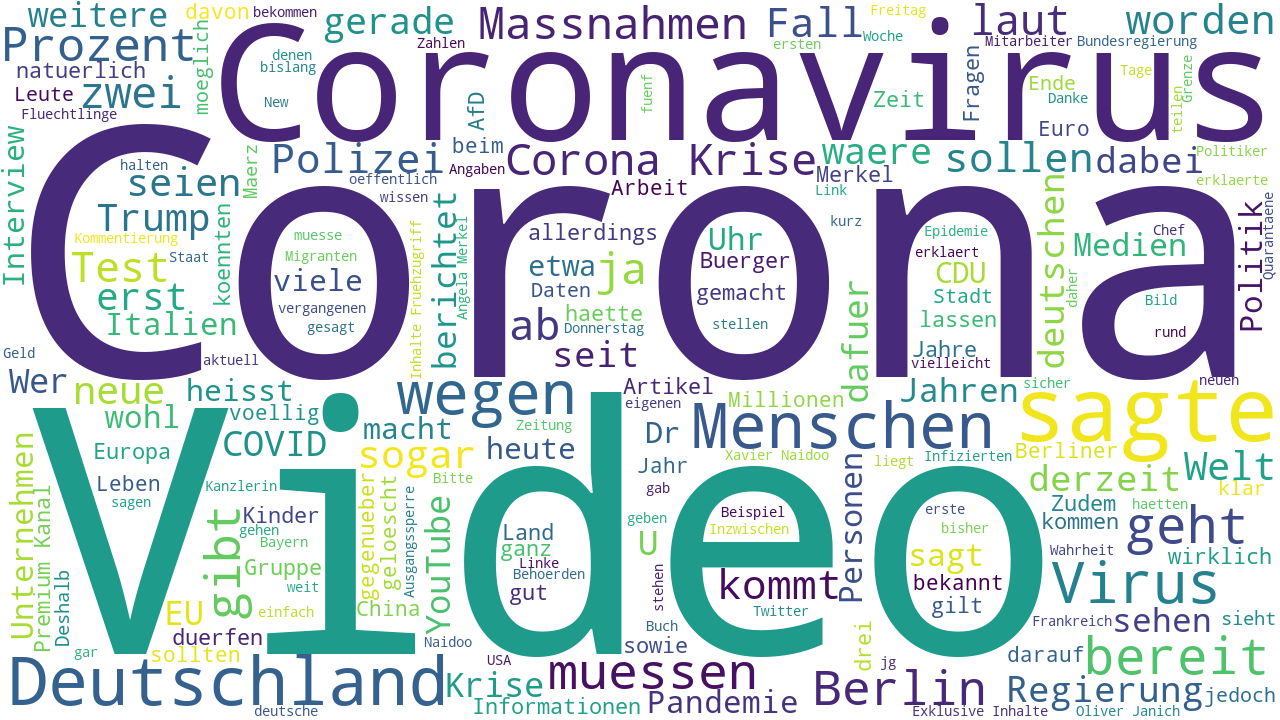 weitere
davon
bekommen
gerade
Massnahmen
Fall
Freitag
laut
worden
Prozent
moeglich
Coronavirus
denen
bislang
Zahlen
ersten
Woche
Mitarbeiter
Bundesregierung
natuerlich
Leute
zwei
Fluechtlinge
New
fuenf
AfD
Zeit
Fragen
Ende
Danke
Tage
teilen
Grenze
Euro
Interview
halten
seien
Maerz
Polizei
oeffentlich
beim
Angaben
Corona Krise
waere
sollen
dabei
Politiker
erklaerte
wissen
Arbeit
Merkel
Link
kurz
Trump
Kommentierung
Staat
Test
erst
Italien
koennten
Corona
muesse
Migranten
viele
vergangenen
gesagt
aktuell
Inhalte Fruehzugriff
berichtet
Angela Merkel
allerdings
etwa
Daten
ja
haette
ab
Donnerstag
seit
Uhr
Buerger
gemacht
stellen
dafuer
Epidemie
erklaert
CDU
Stadt
lassen
Jahre
vielleicht
deutschen
daher
Medien
Chef
Bild
rund
Politik
Quarantaene
Geld
Wer
neue
heisst
wohl
voellig
wegen
Artikel
eigenen
Millionen
Jahren
sicher
neuen
sagte
Menschen
Europa
COVID
macht
sogar
Zeitung
heute
Dr
Xavier Naidoo
liegt
Infizierten
Berliner
Welt
Unternehmen
Premium Kanal
Leben
sagen
Kanzlerin
Bitte
Jahr
gab
derzeit
klar
Video
Deshalb
gibt
Kinder
gehen
Bayern
Gruppe
weit
gegenueber
geloescht
Ausgangssperre
YouTube
Land
ganz
Linke
Behoerden
gut
geben
U
Beispiel
Inzwischen
Personen
erste
bisher
sagt
bekannt
gilt
Zudem
kommen
haetten
Wahrheit
geht
wirklich
EU
einfach
China
stehen
kommt
Twitter
Virus
duerfen
Naidoo
Buch
Frankreich
sehen
sieht
gar
sollten
sowie
drei
darauf
bereit
Deutschland
deutsche
Krise
USA
muessen
Informationen
Pandemie
Berlin
jg
Exklusive Inhalte
Regierung
Oliver Janich
jedoch